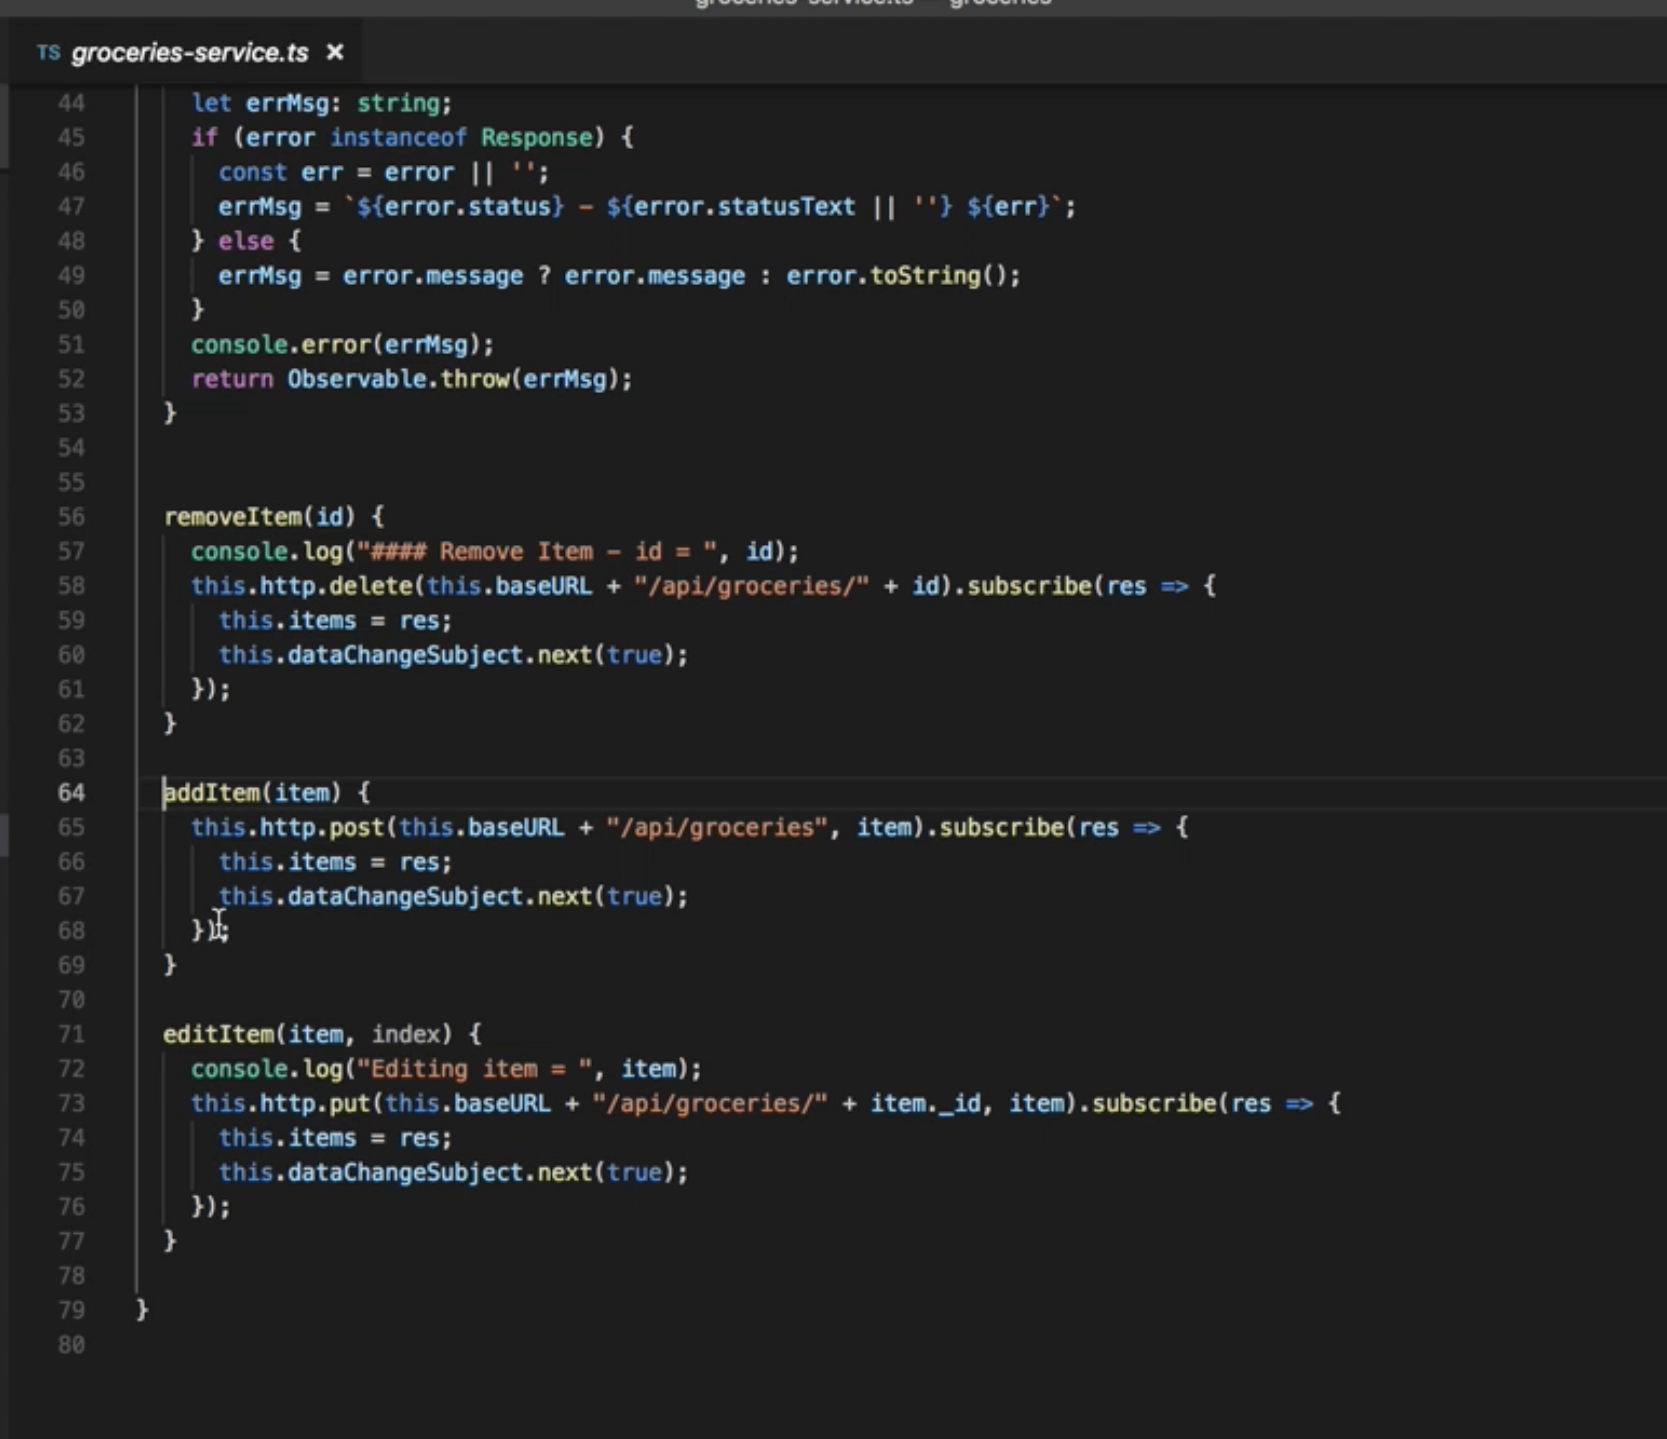 groceries-service.ts — groceries
TS groceries-service.ts ×
44 let errMsg: string;
45 if (error instanceof Response) {
46 const err = error || '';
47 errMsg = `${error.status} - ${error.statusText || ''} ${err}`;
48 } else {
49 errMsg = error.message ? error.message : error.toString();
50 }
51 console.error(errMsg);
52 return Observable.throw(errMsg);
53 }
54
55
56 removeItem(id) {
57 console.log("#### Remove Item - id = ", id);
58 this.http.delete(this.baseURL + "/api/groceries/" + id).subscribe(res => {
59 this.items = res;
60 this.dataChangeSubject.next(true);
61 });
62 }
63
64 addItem(item) {
65 this.http.post(this.baseURL + "/api/groceries", item).subscribe(res => {
66 this.items = res;
67 this.dataChangeSubject.next(true);
68 });
69 }
70
71 editItem(item, index) {
72 console.log("Editing item = ", item);
73 this.http.put(this.baseURL + "/api/groceries/" + item._id, item).subscribe(res => {
74 this.items = res;
75 this.dataChangeSubject.next(true);
76 });
77 }
78
79 }
80